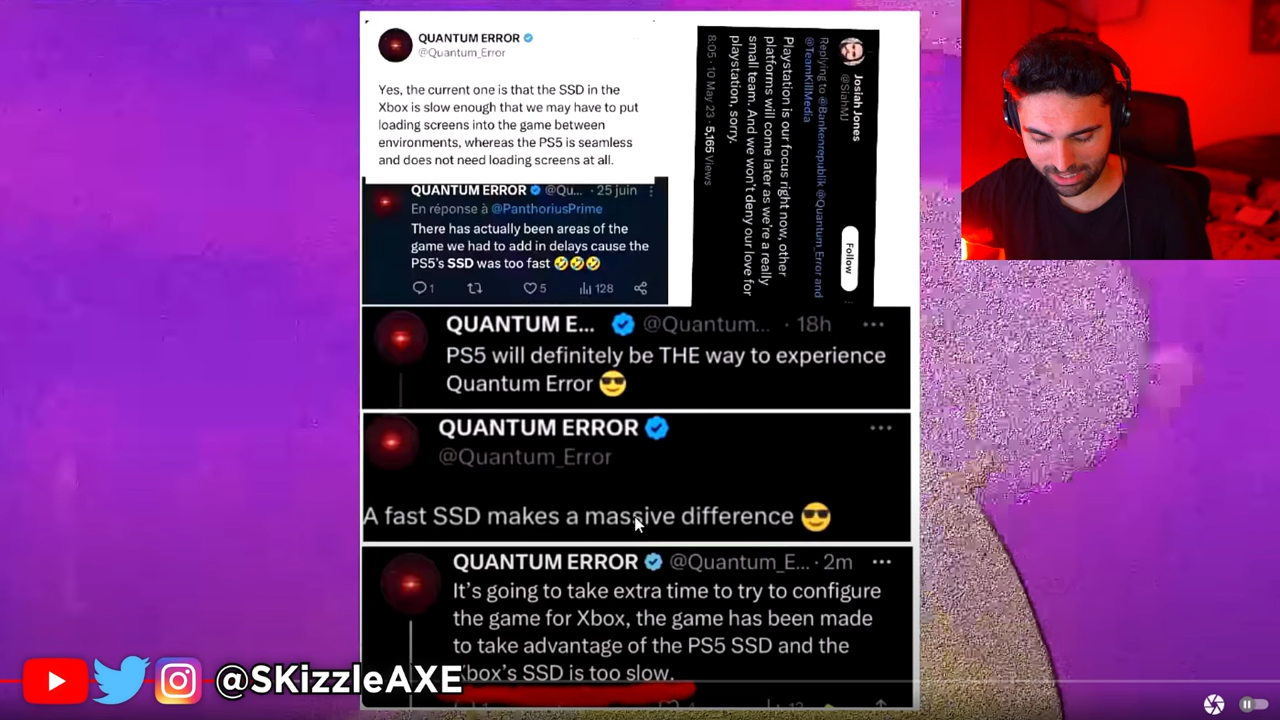 QUANTUM ERROR
@Quantum_Error
Yes, the current one is that the SSD in the
Xbox is slow enough that we may have to put
loading screens into the game between
environments, whereas the PS5 is seamless
and does not need loading screens at all.
QUANTUM ERROR @Qu... · 25 juin
En réponse à @PanthoriusPrime
There has actually been areas of the
game we had to add in delays cause the
PS5's SSD was too fast 🤣🤣🤣
1 5 128
Josiah Jones
@SiahMJ
Follow
Replying to @Bankenrepublik @Quantum_Error and
@TeamKillMedia
Playstation is our focus right now, other
platforms will come later as we're a really
small team. And we won't deny our love for
playstation, sorry.
8:05 · 10 May 23 · 5,165 Views
QUANTUM E... @Quantum... · 18h
PS5 will definitely be THE way to experience
Quantum Error 😎
QUANTUM ERROR
@Quantum_Error
A fast SSD makes a massive difference 😎
QUANTUM ERROR @Quantum_E... · 2m
It's going to take extra time to try to configure
the game for Xbox, the game has been made
to take advantage of the PS5 SSD and the
Xbox's SSD is too slow.
@SKizzleAXE